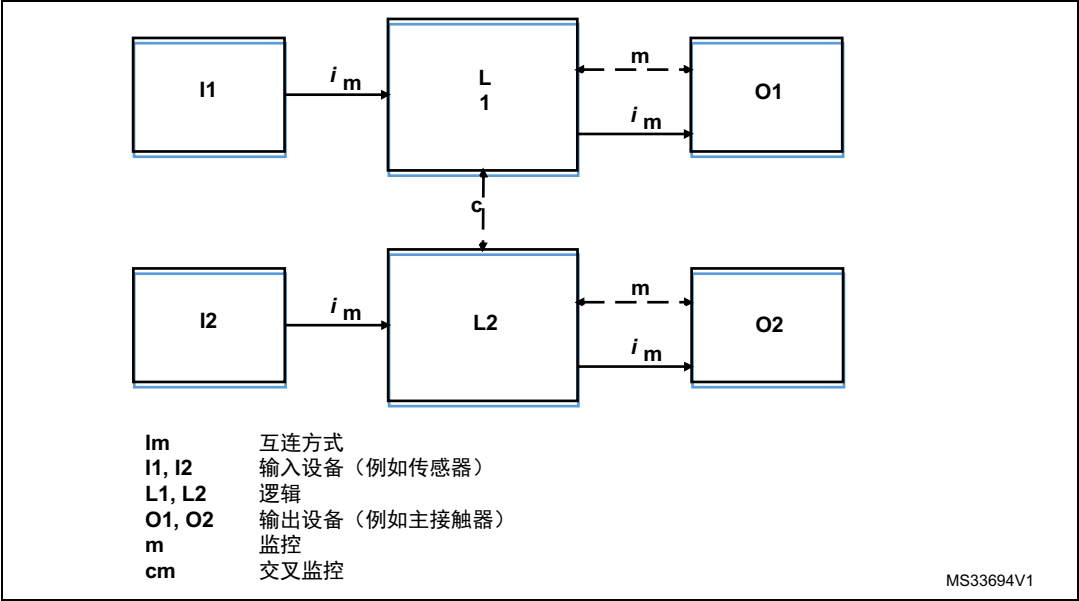 I1
i m
L
1
m
i m
O1
c
I2
i m
L2
m
i m
O2
Im 互连方式
I1, I2 输入设备（例如传感器）
L1, L2 逻辑
O1, O2 输出设备（例如主接触器）
m 监控
cm 交叉监控
MS33694V1